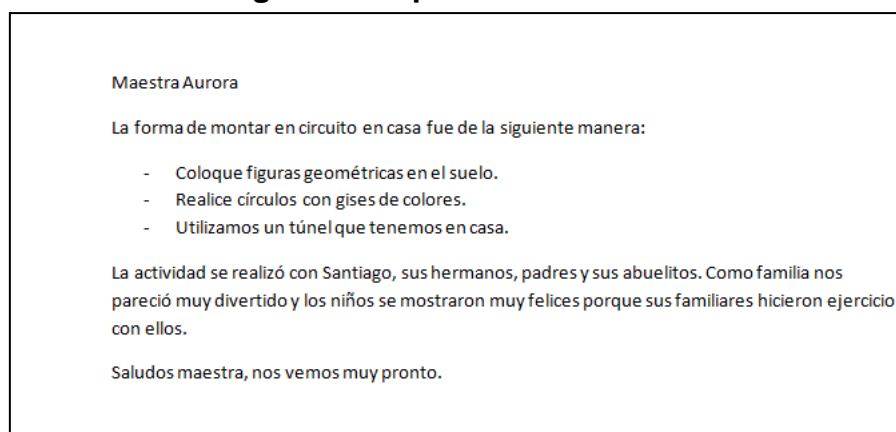 Maestra Aurora
La forma de montar en circuito en casa fue de la siguiente manera:
- Coloque figuras geométricas en el suelo.
- Realice círculos con gises de colores.
- Utilizamos un túnel que tenemos en casa.
La actividad se realizó con Santiago, sus hermanos, padres y sus abuelitos. Como familia nos
pareció muy divertido y los niños se mostraron muy felices porque sus familiares hicieron ejercicio
con ellos.
Saludos maestra, nos vemos muy pronto.